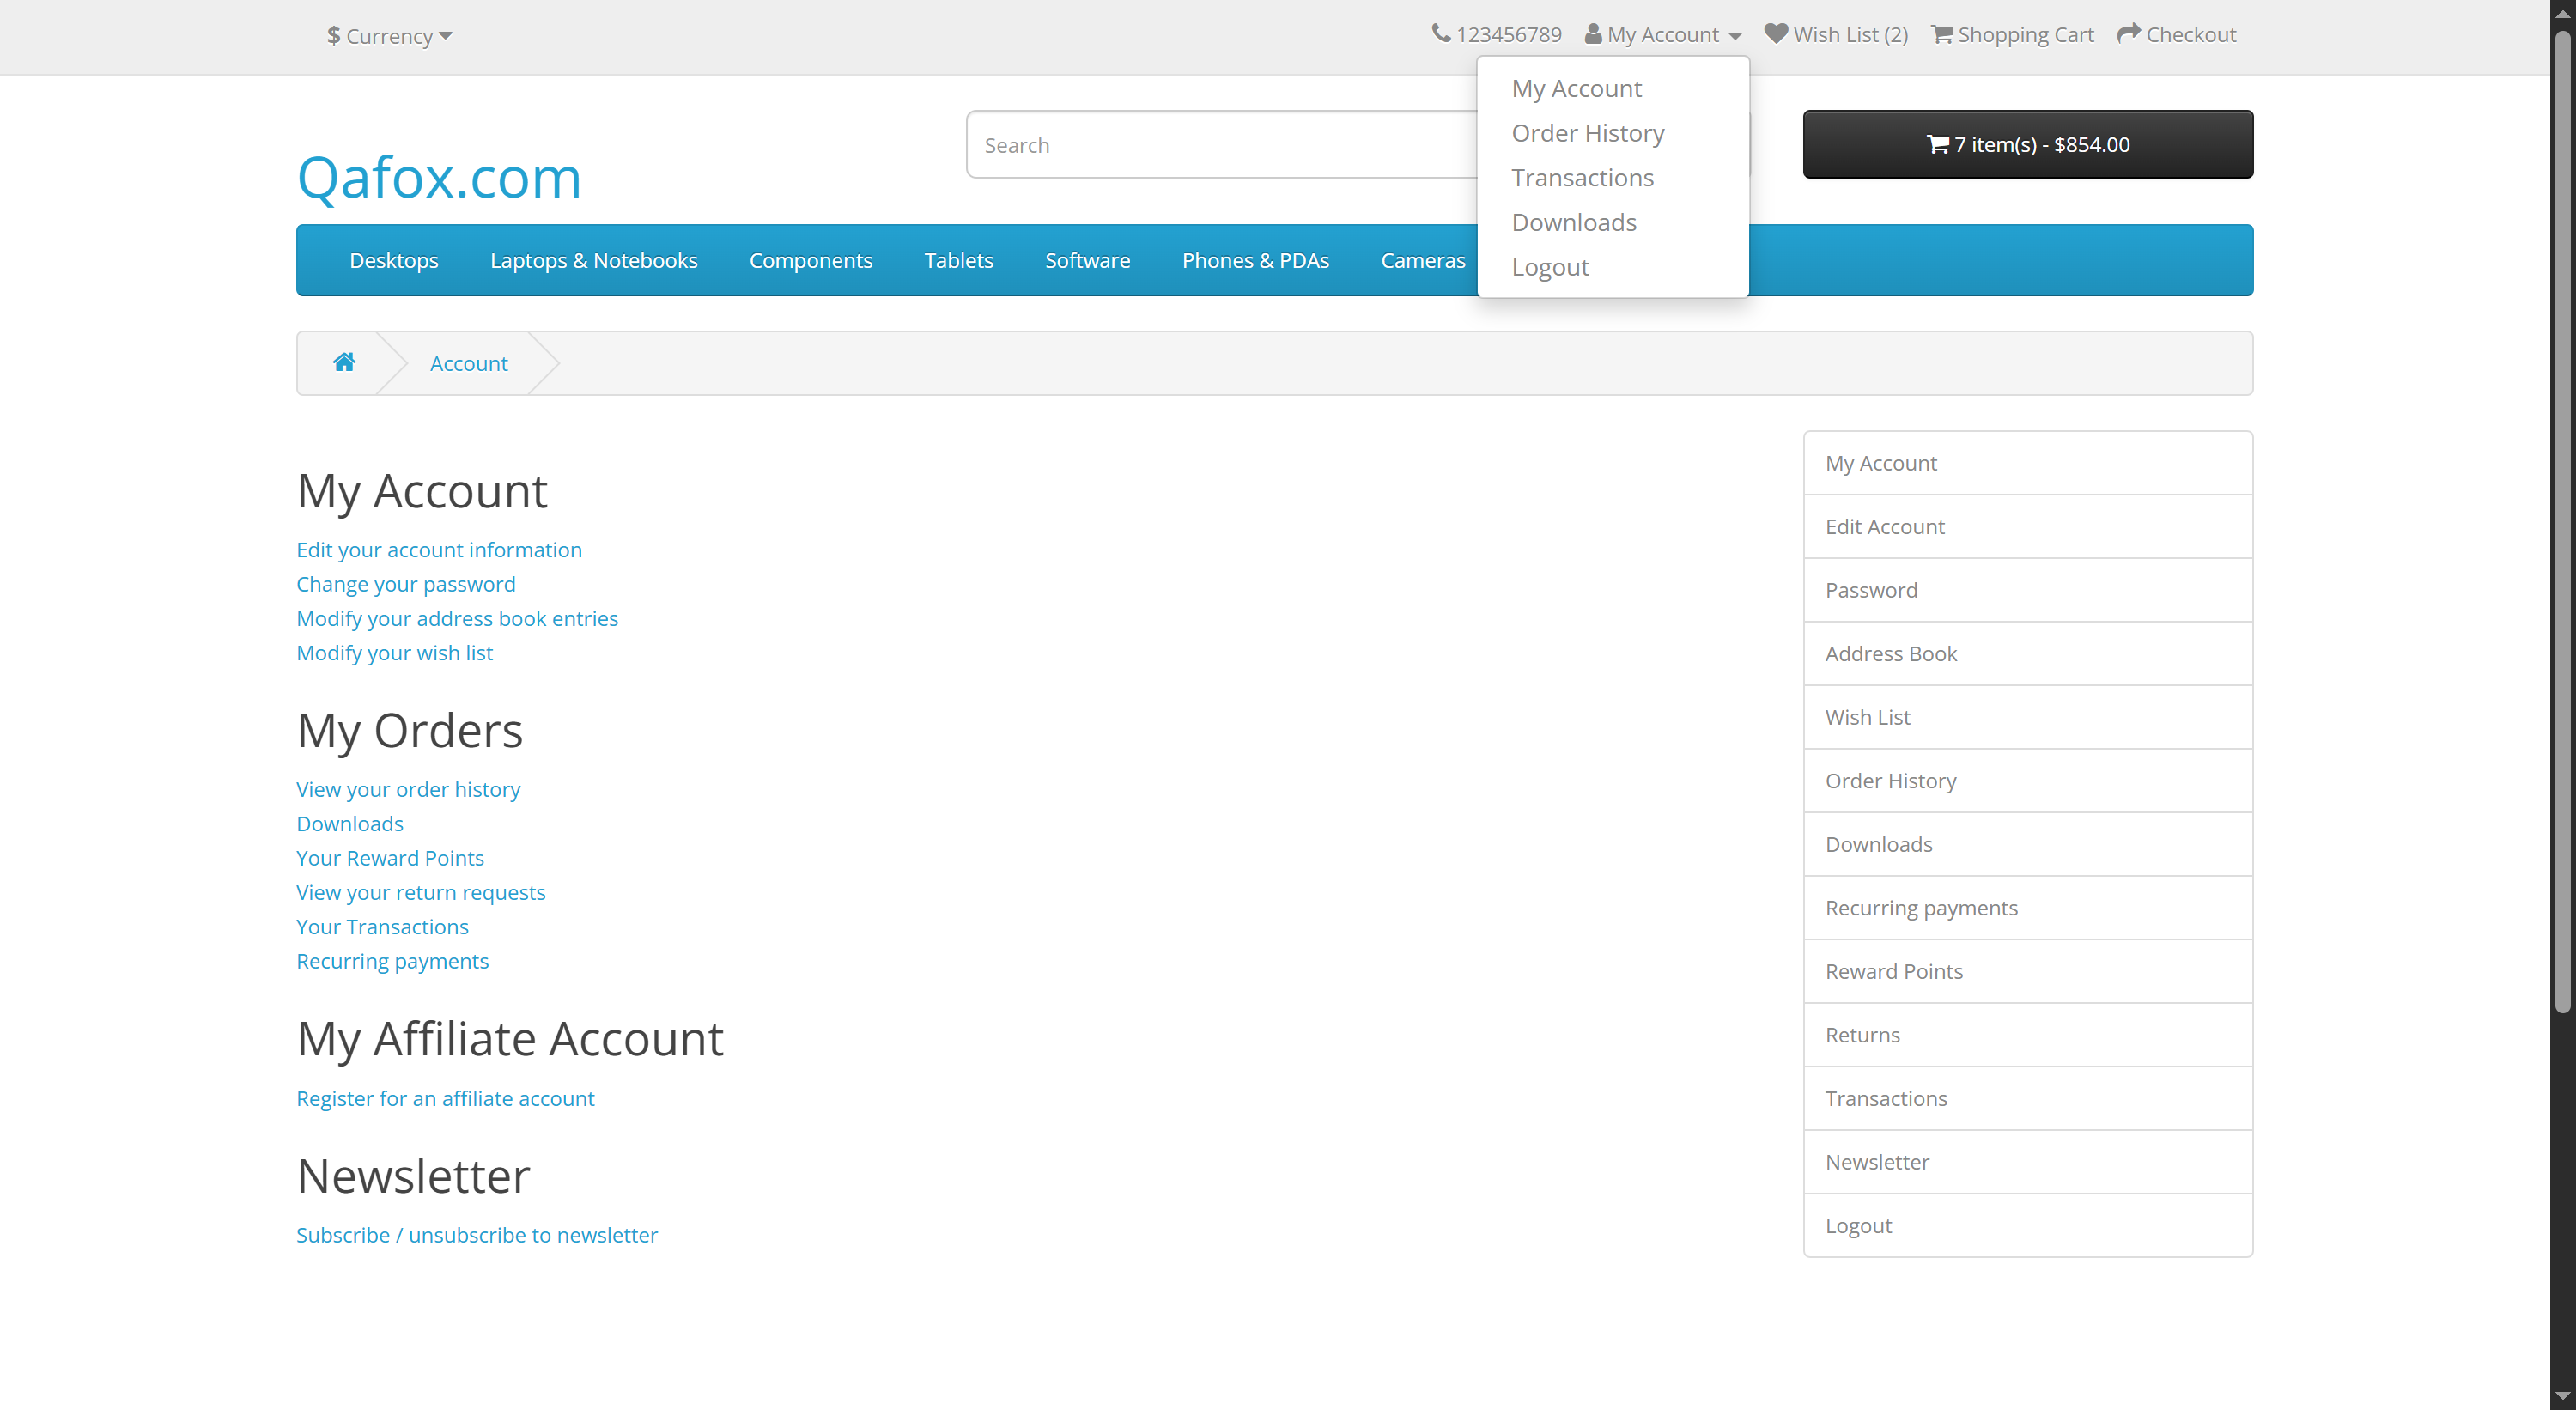 $ Currency
123456789 My Account Wish List (2) Shopping Cart Checkout
My Account
Order History
Transactions
Downloads
Logout
Qafox.com
Search
7 item(s) - $854.00
Desktops Laptops & Notebooks Components Tablets Software Phones & PDAs Cameras
Account
My Account
Edit your account information
Change your password
Modify your address book entries
Modify your wish list
My Orders
View your order history
Downloads
Your Reward Points
View your return requests
Your Transactions
Recurring payments
My Affiliate Account
Register for an affiliate account
Newsletter
Subscribe / unsubscribe to newsletter
My Account
Edit Account
Password
Address Book
Wish List
Order History
Downloads
Recurring payments
Reward Points
Returns
Transactions
Newsletter
Logout